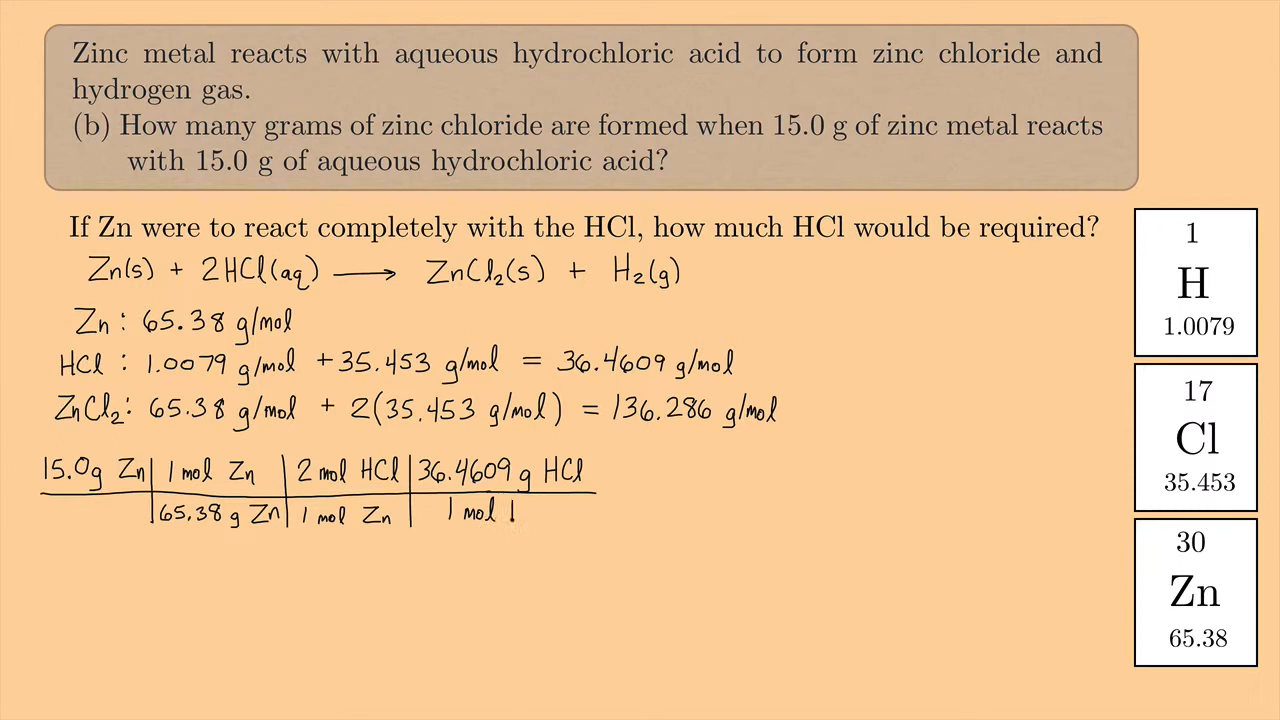 Zinc metal reacts with aqueous hydrochloric acid to form zinc chloride and
hydrogen gas.
(b) How many grams of zinc chloride are formed when 15.0 g of zinc metal reacts
with 15.0 g of aqueous hydrochloric acid?
If Zn were to react completely with the HCl, how much HCl would be required?
Zn(s) + 2HCl(aq) ⟶ ZnCl₂(s) + H₂(g)
Zn : 65.38 g/mol
HCl : 1.0079 g/mol + 35.453 g/mol = 36.4609 g/mol
ZnCl₂: 65.38 g/mol + 2(35.453 g/mol) = 136.286 g/mol
15.0g Zn | 1 mol Zn | 2 mol HCl | 36.4609 g HCl
| 65.38 g Zn | 1 mol Zn | 1 mol
1
H
1.0079
17
Cl
35.453
30
Zn
65.38